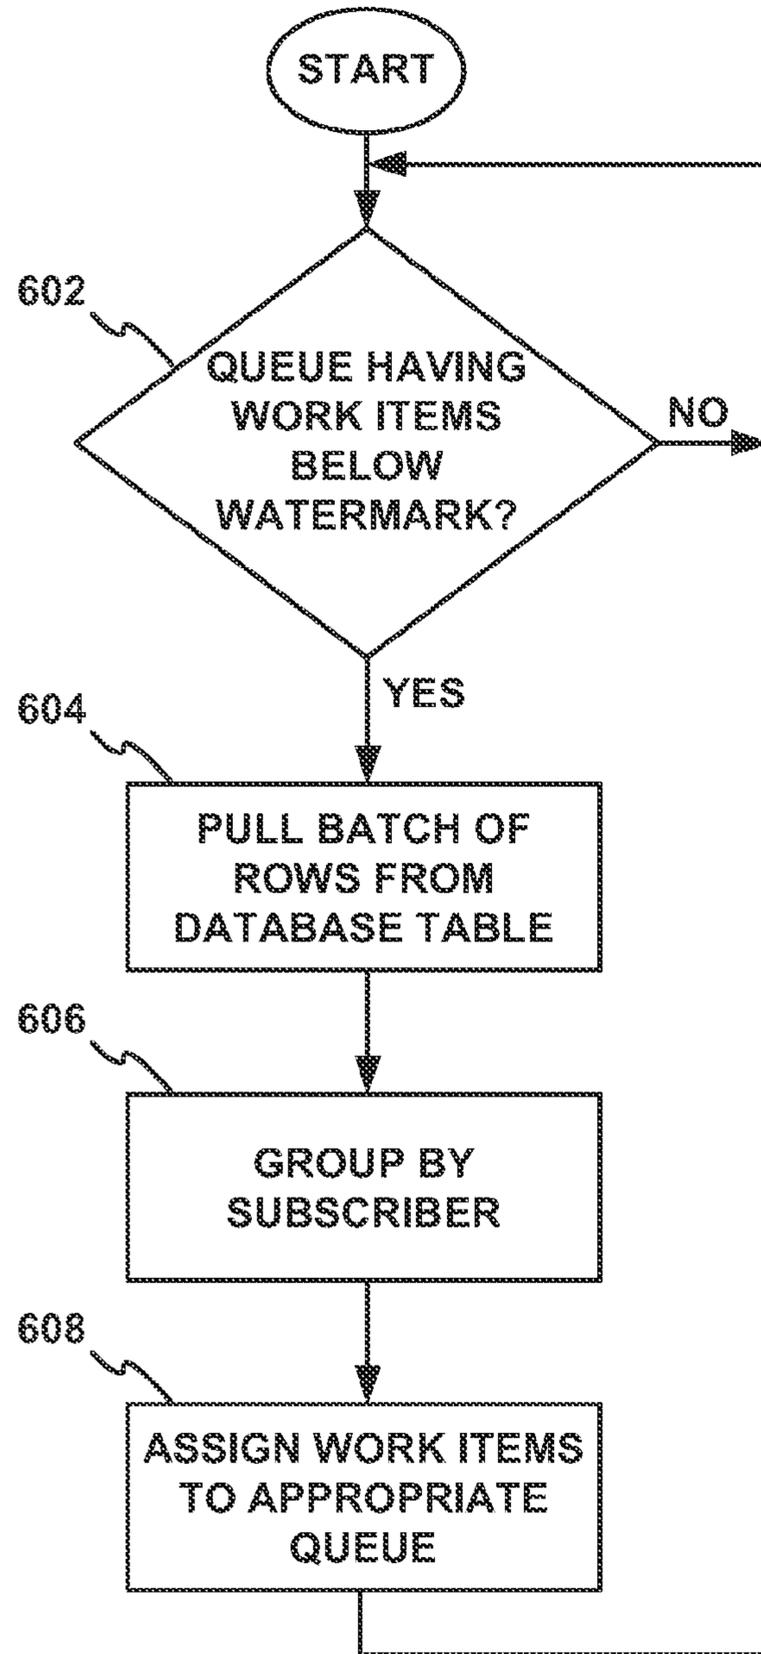 START
602
QUEUE HAVING
WORK ITEMS
BELOW
WATERMARK?
NO
YES
604
PULL BATCH OF
ROWS FROM
DATABASE TABLE
606
GROUP BY
SUBSCRIBER
608
ASSIGN WORK ITEMS
TO APPROPRIATE
QUEUE